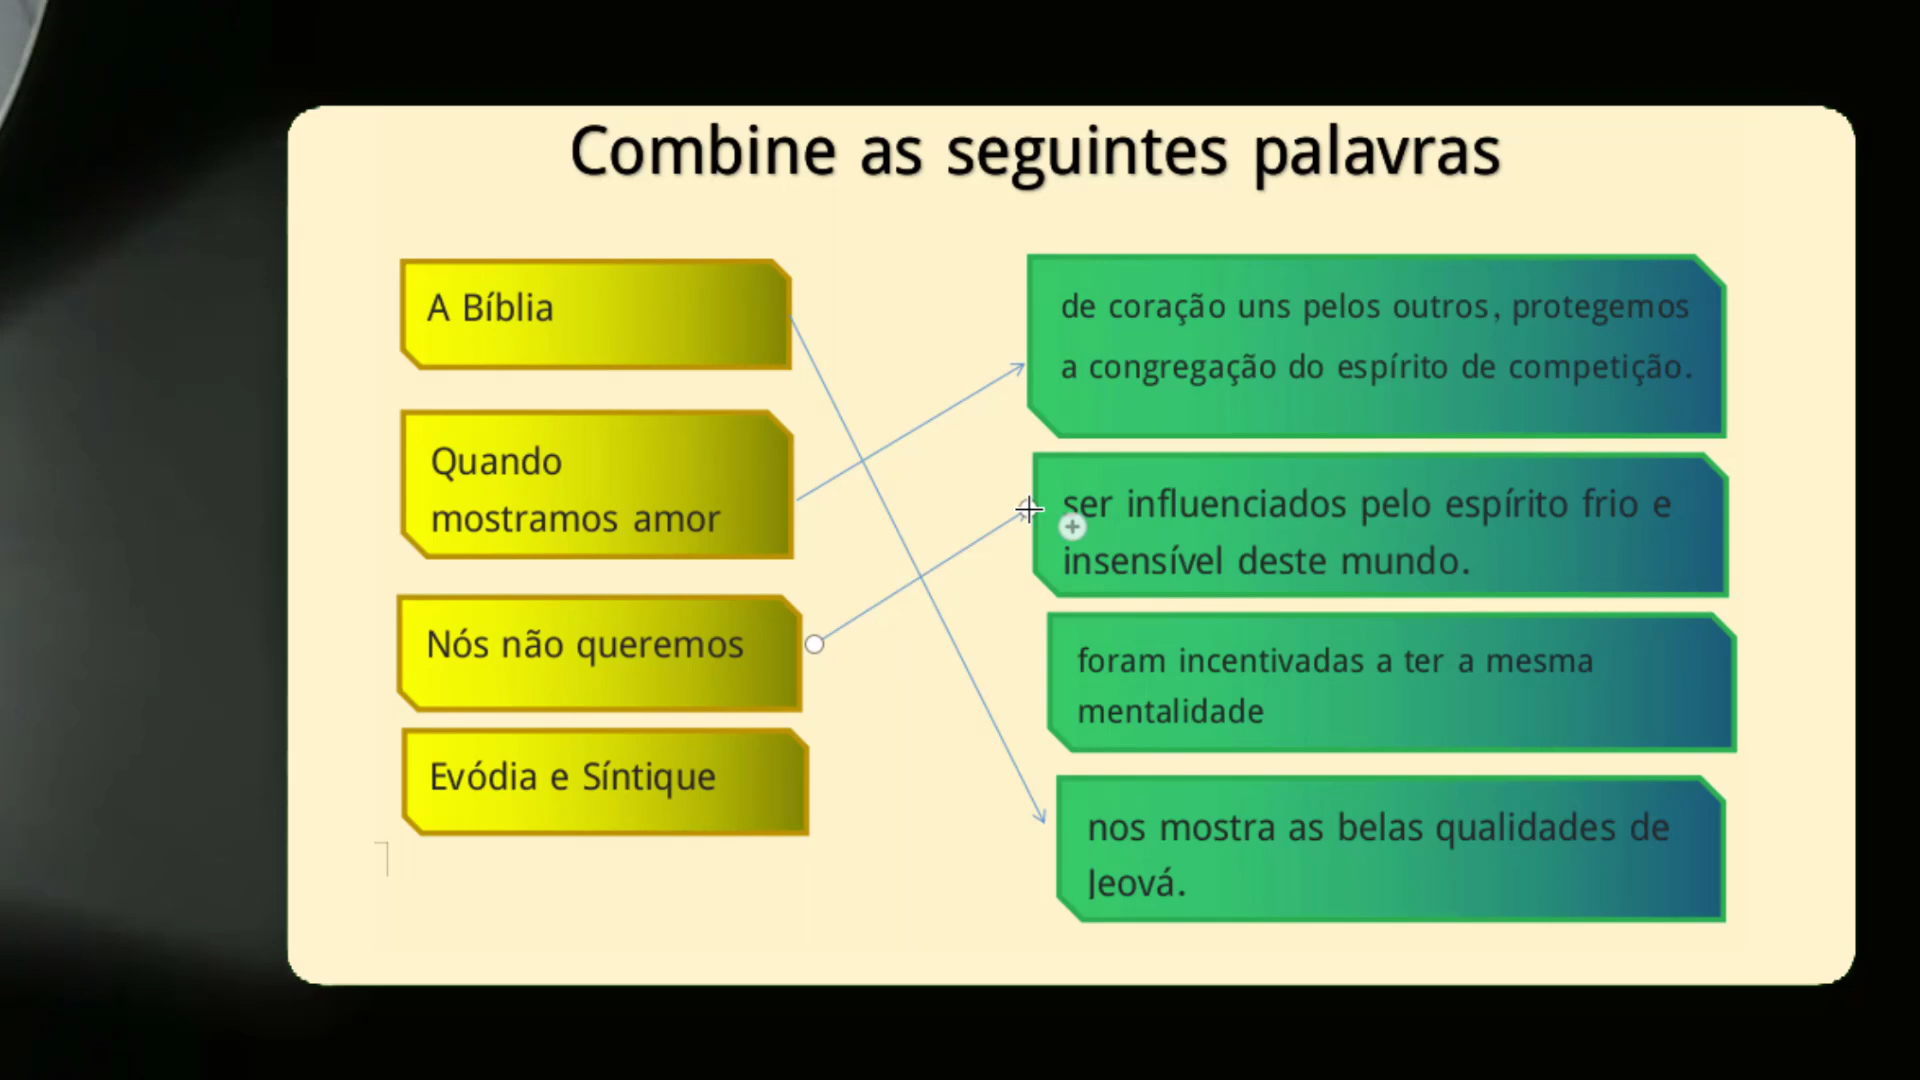 Combine as seguintes palavras
A Bíblia
Quando
mostramos amor
Nós não queremos
Evódia e Síntique
de coração uns pelos outros, protegemos
a congregação do espírito de competição.
ser influenciados pelo espírito frio e
insensível deste mundo.
foram incentivadas a ter a mesma
mentalidade
nos mostra as belas qualidades de
Jeová.